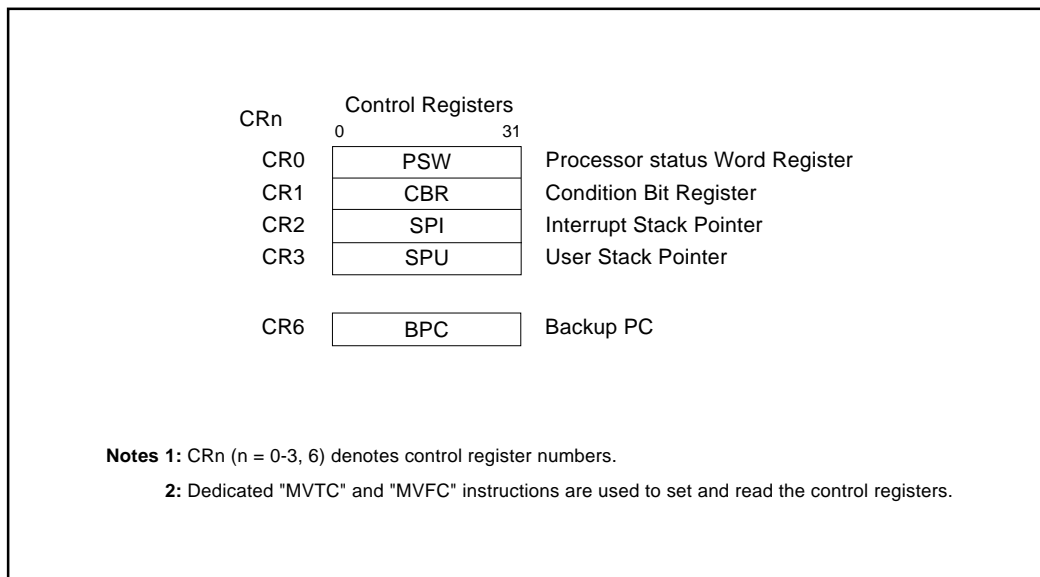 CRn Control Registers
0 31
CR0 PSW Processor status Word Register
CR1 CBR Condition Bit Register
CR2 SPI Interrupt Stack Pointer
CR3 SPU User Stack Pointer
CR6 BPC Backup PC
Notes 1: CRn (n = 0-3, 6) denotes control register numbers.
2: Dedicated "MVTC" and "MVFC" instructions are used to set and read the control registers.